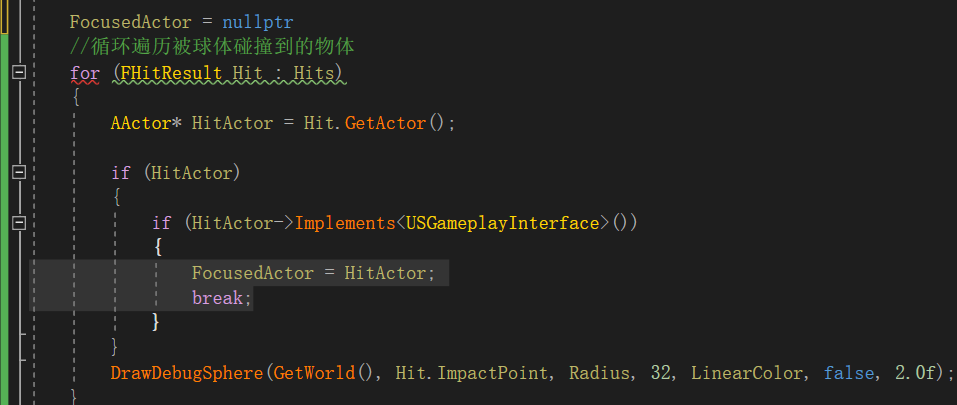 FocusedActor = nullptr
//循环遍历被球体碰撞到的物体
for (FHitResult Hit : Hits)
{
AActor* HitActor = Hit.GetActor();
if (HitActor)
{
if (HitActor->Implements<USGameplayInterface>())
{
FocusedActor = HitActor;
break;
}
}
DrawDebugSphere(GetWorld(), Hit.ImpactPoint, Radius, 32, LinearColor, false, 2.0f);
}